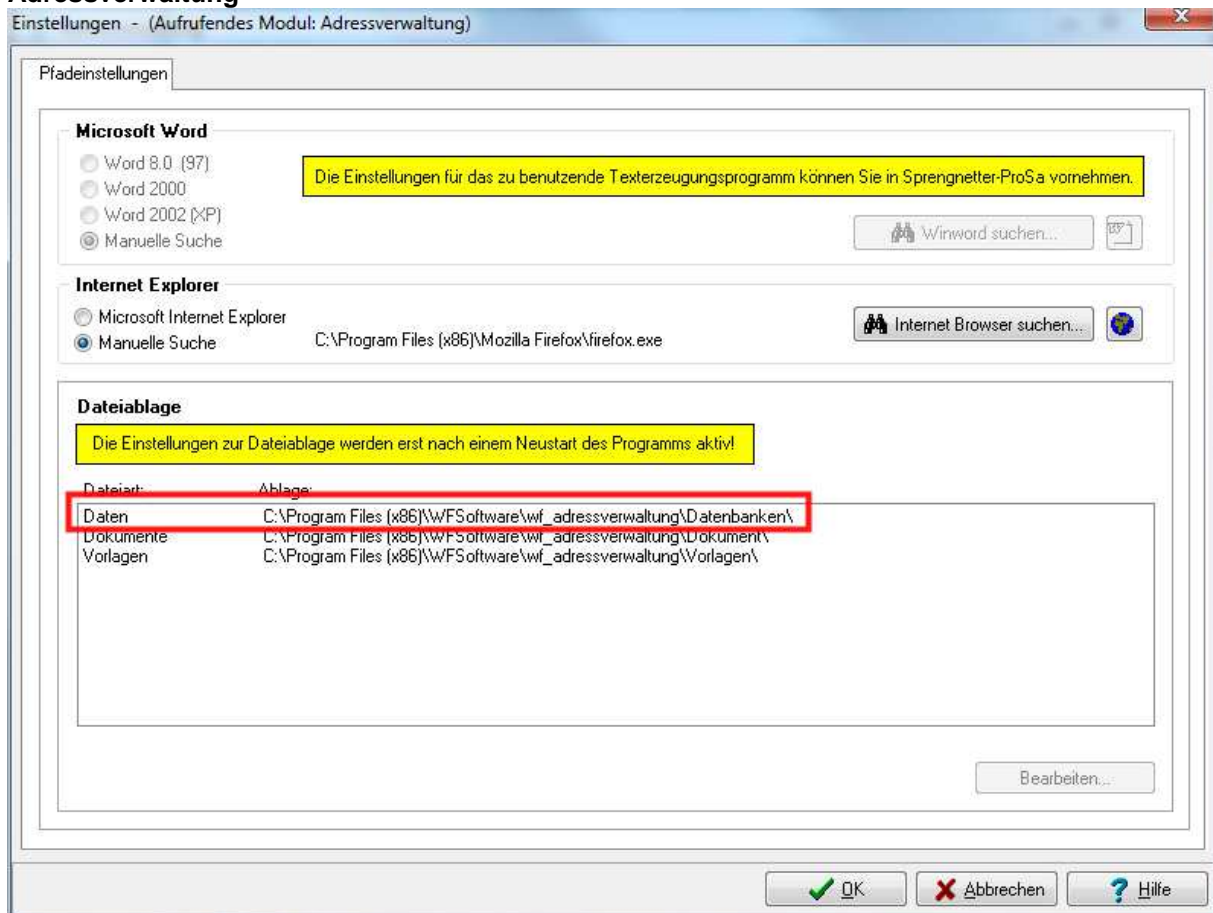 Adressverwaltung
Einstellungen - (Aufrufendes Modul: Adressverwaltung)
Pfadeinstellungen
Microsoft Word
Word 8.0 (97)
Word 2000
Word 2002 (XP)
Manuelle Suche
Die Einstellungen für das zu benutzende Texterzeugungsprogramm können Sie in Sprengnetter-ProSa vornehmen.
Winword suchen...
Internet Explorer
Microsoft Internet Explorer
Manuelle Suche
C:\Program Files (x86)\Mozilla Firefox\firefox.exe
Internet Browser suchen...
Dateiablage
Die Einstellungen zur Dateiablage werden erst nach einem Neustart des Programms aktiv!
Dateiart: Ablage:
Daten C:\Program Files (x86)\WFSoftware\wf_adressverwaltung\Datenbanken\
Dokumente C:\Program Files (x86)\WFSoftware\wf_adressverwaltung\Dokument\
Vorlagen C:\Program Files (x86)\WFSoftware\wf_adressverwaltung\Vorlagen\
Bearbeiten...
OK
Abbrechen
Hilfe